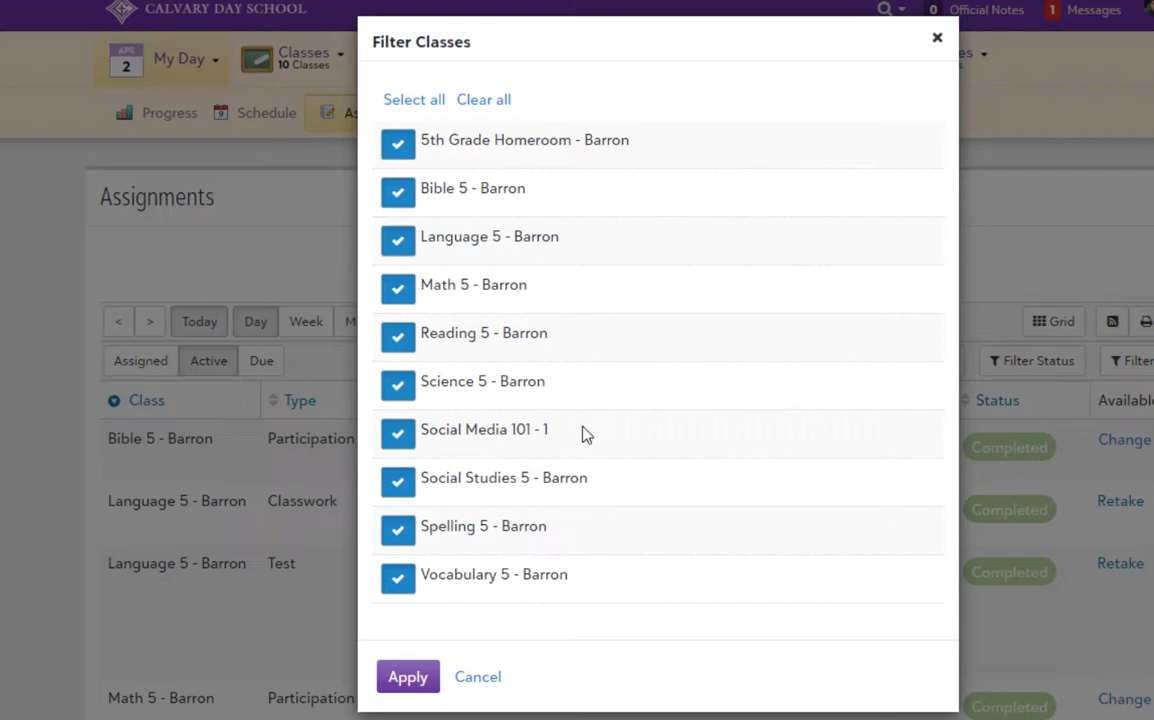 CALVARY DAY SCHOOL
0 Official Notes 1 Messages
APR 2 My Day
Classes
10 Classes
es
Progress 9 Schedule As
Assignments
< > Today Day Week M
Grid
Assigned Active Due
Filter Status Filter
Class Type Status Available
Bible 5 - Barron Participation Completed Change
Language 5 - Barron Classwork Completed Retake
Language 5 - Barron Test Completed Retake
Math 5 - Barron Participation Completed Change
Filter Classes
Select all Clear all
5th Grade Homeroom - Barron
Bible 5 - Barron
Language 5 - Barron
Math 5 - Barron
Reading 5 - Barron
Science 5 - Barron
Social Media 101 - 1
Social Studies 5 - Barron
Spelling 5 - Barron
Vocabulary 5 - Barron
Apply Cancel